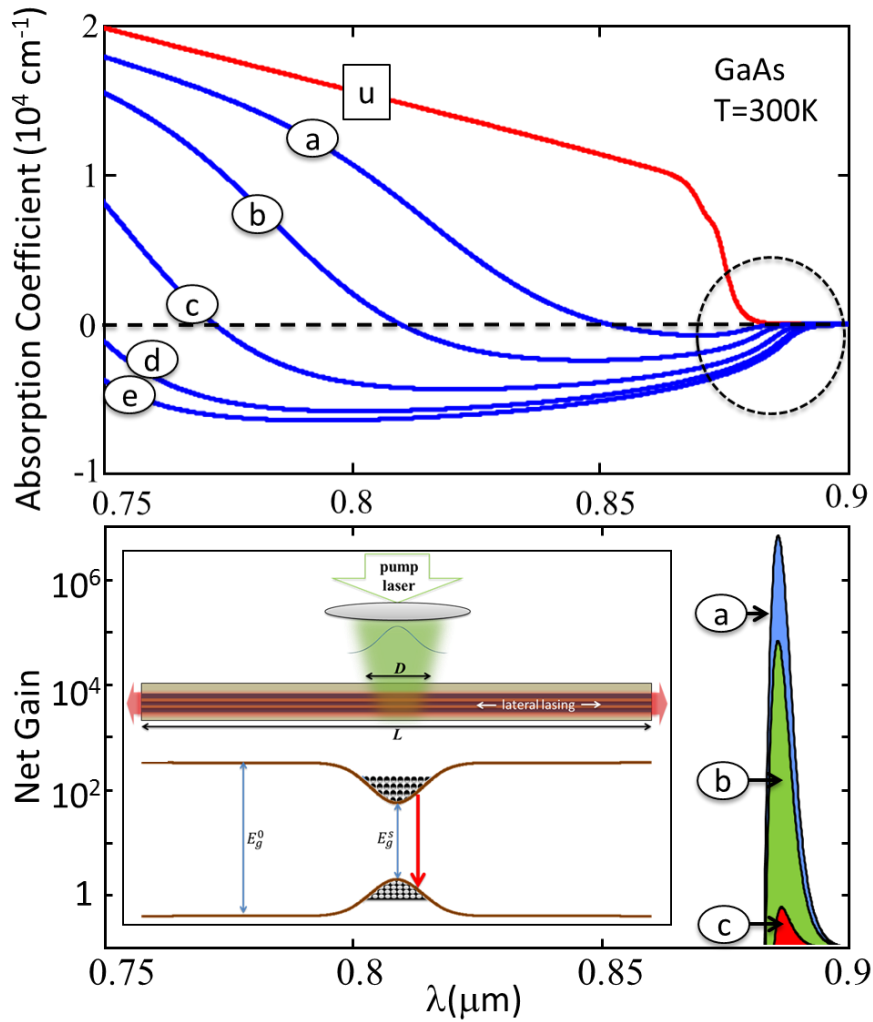 Absorption Coefficient (10⁴ cm⁻¹)
2
1
0
-1
GaAs
T=300K
u
a
b
c
d
e
0.75
0.8
0.85
0.9
Net Gain
10⁶
10⁴
10²
1
pump
laser
D
lateral lasing
L
E_g^0
E_g^s
a
b
c
0.75
0.8
0.85
0.9
λ(μm)